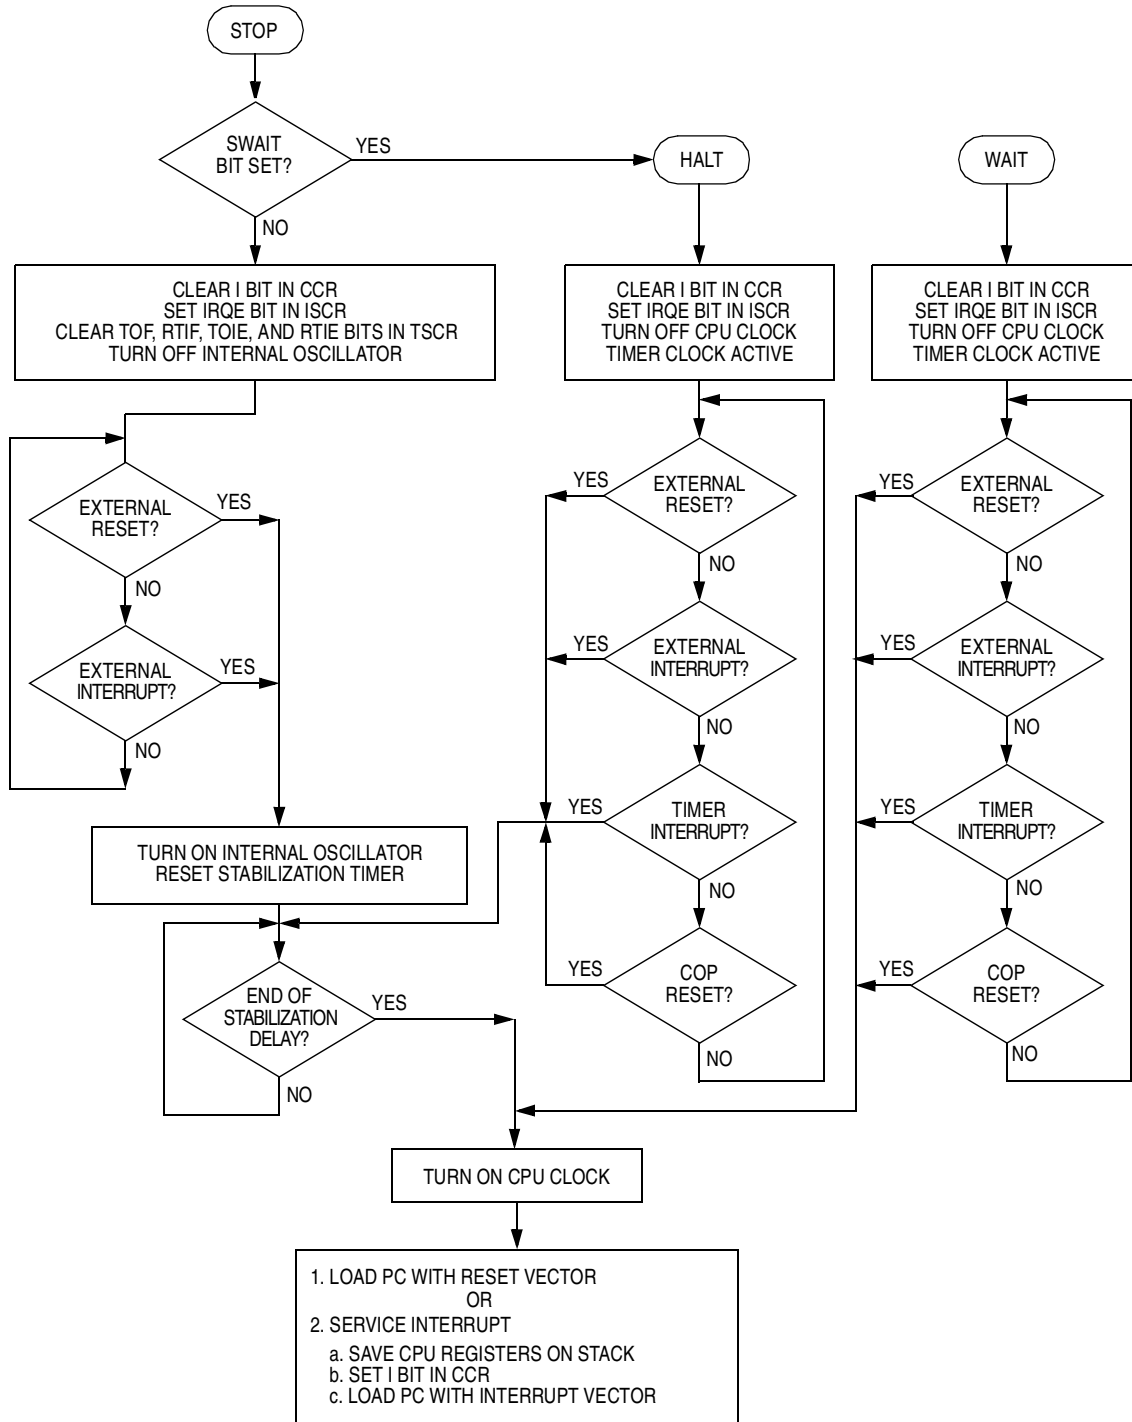 STOP
SWAIT
BIT SET?
YES
NO
HALT
WAIT
CLEAR I BIT IN CCR
SET IRQE BIT IN ISCR
CLEAR TOF, RTIF, TOIE, AND RTIE BITS IN TSCR
TURN OFF INTERNAL OSCILLATOR
CLEAR I BIT IN CCR
SET IRQE BIT IN ISCR
TURN OFF CPU CLOCK
TIMER CLOCK ACTIVE
CLEAR I BIT IN CCR
SET IRQE BIT IN ISCR
TURN OFF CPU CLOCK
TIMER CLOCK ACTIVE
EXTERNAL
RESET?
YES
NO
EXTERNAL
INTERRUPT?
YES
NO
TURN ON INTERNAL OSCILLATOR
RESET STABILIZATION TIMER
END OF
STABILIZATION
DELAY?
YES
NO
YES
EXTERNAL
RESET?
NO
YES
EXTERNAL
INTERRUPT?
NO
YES
TIMER
INTERRUPT?
NO
YES
COP
RESET?
NO
YES
EXTERNAL
RESET?
NO
YES
EXTERNAL
INTERRUPT?
NO
YES
TIMER
INTERRUPT?
NO
YES
COP
RESET?
NO
TURN ON CPU CLOCK
1. LOAD PC WITH RESET VECTOR
OR
2. SERVICE INTERRUPT
a. SAVE CPU REGISTERS ON STACK
b. SET I BIT IN CCR
c. LOAD PC WITH INTERRUPT VECTOR